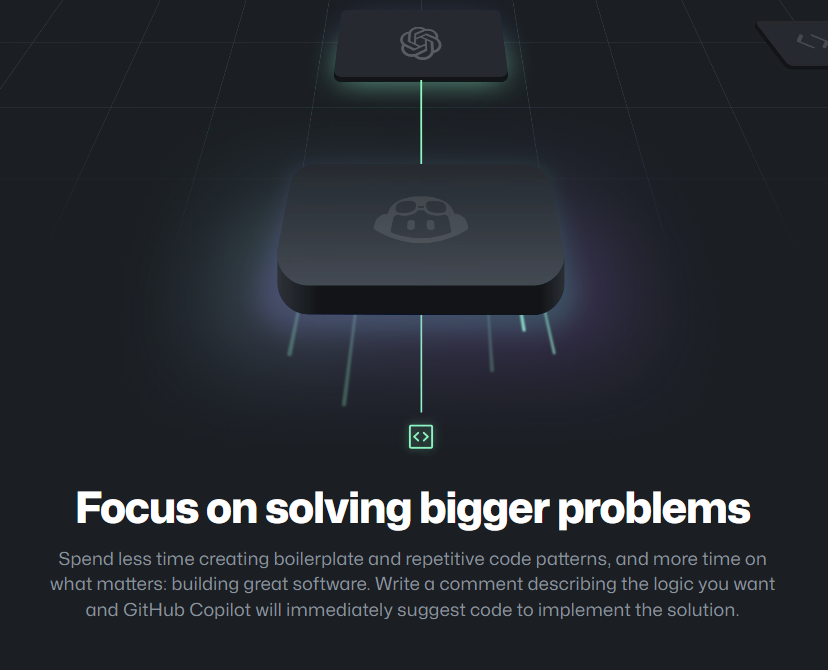 Focus on solving bigger problems
Spend less time creating boilerplate and repetitive code patterns, and more time on
what matters: building great software. Write a comment describing the logic you want
and GitHub Copilot will immediately suggest code to implement the solution.